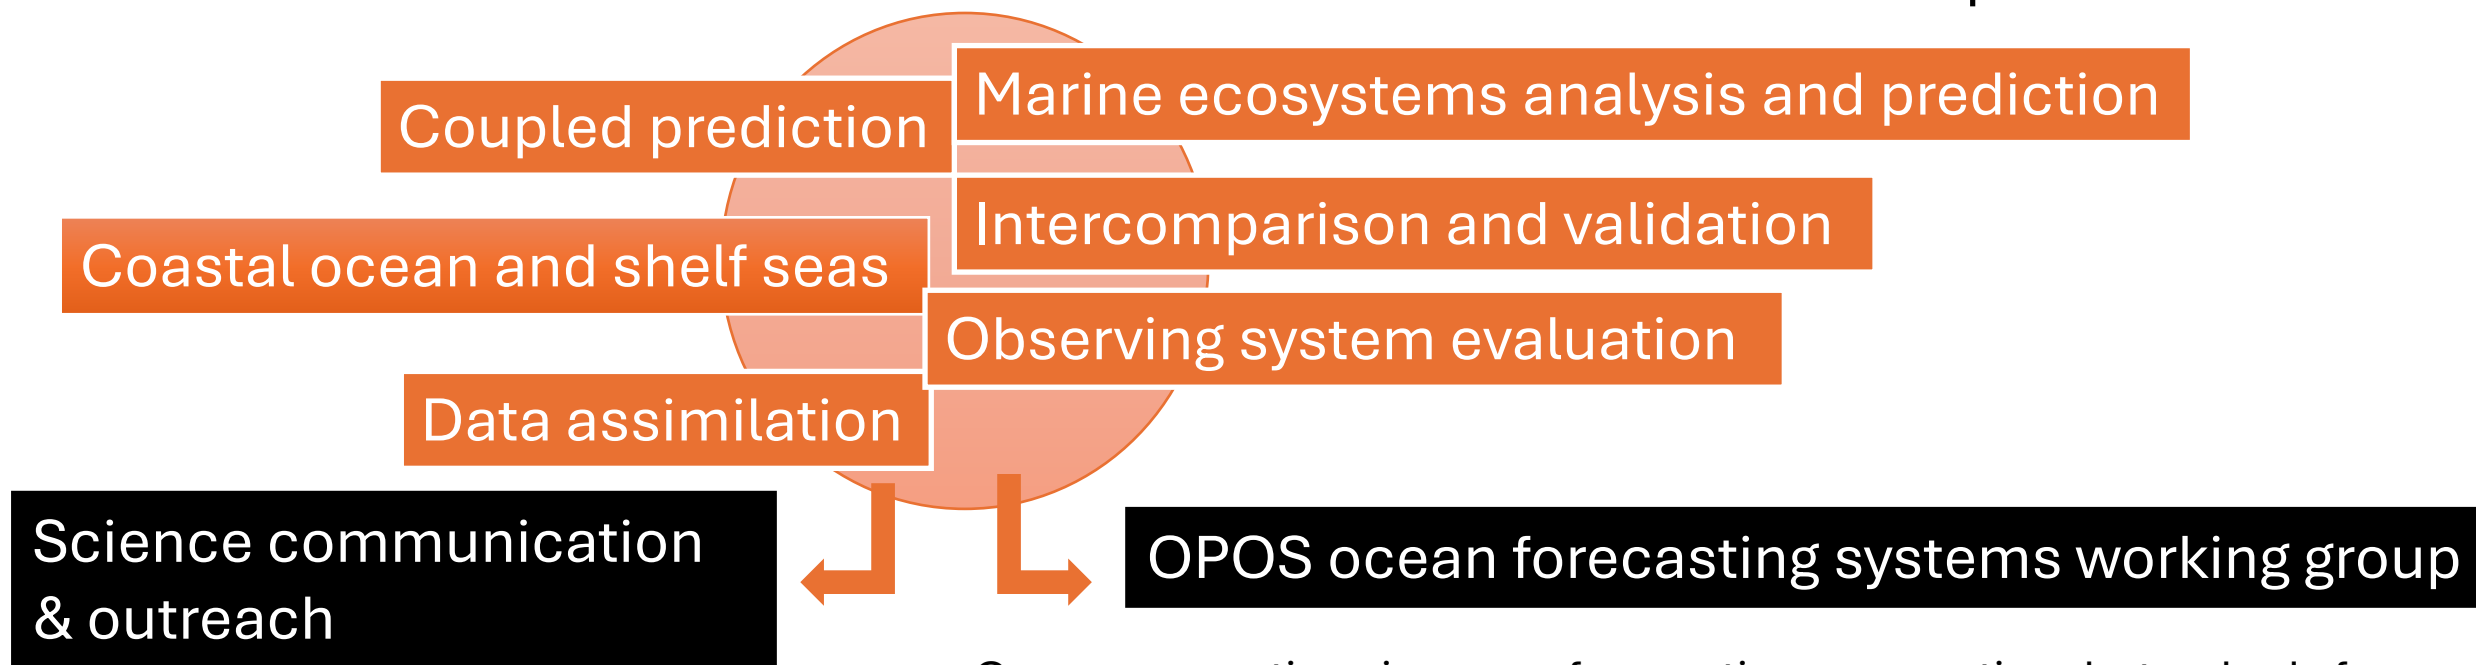 Marine ecosystems analysis and prediction
Coupled prediction
Intercomparison and validation
Coastal ocean and shelf seas
Observing system evaluation
Data assimilation
Science communication
& outreach
OPOS ocean forecasting systems working group